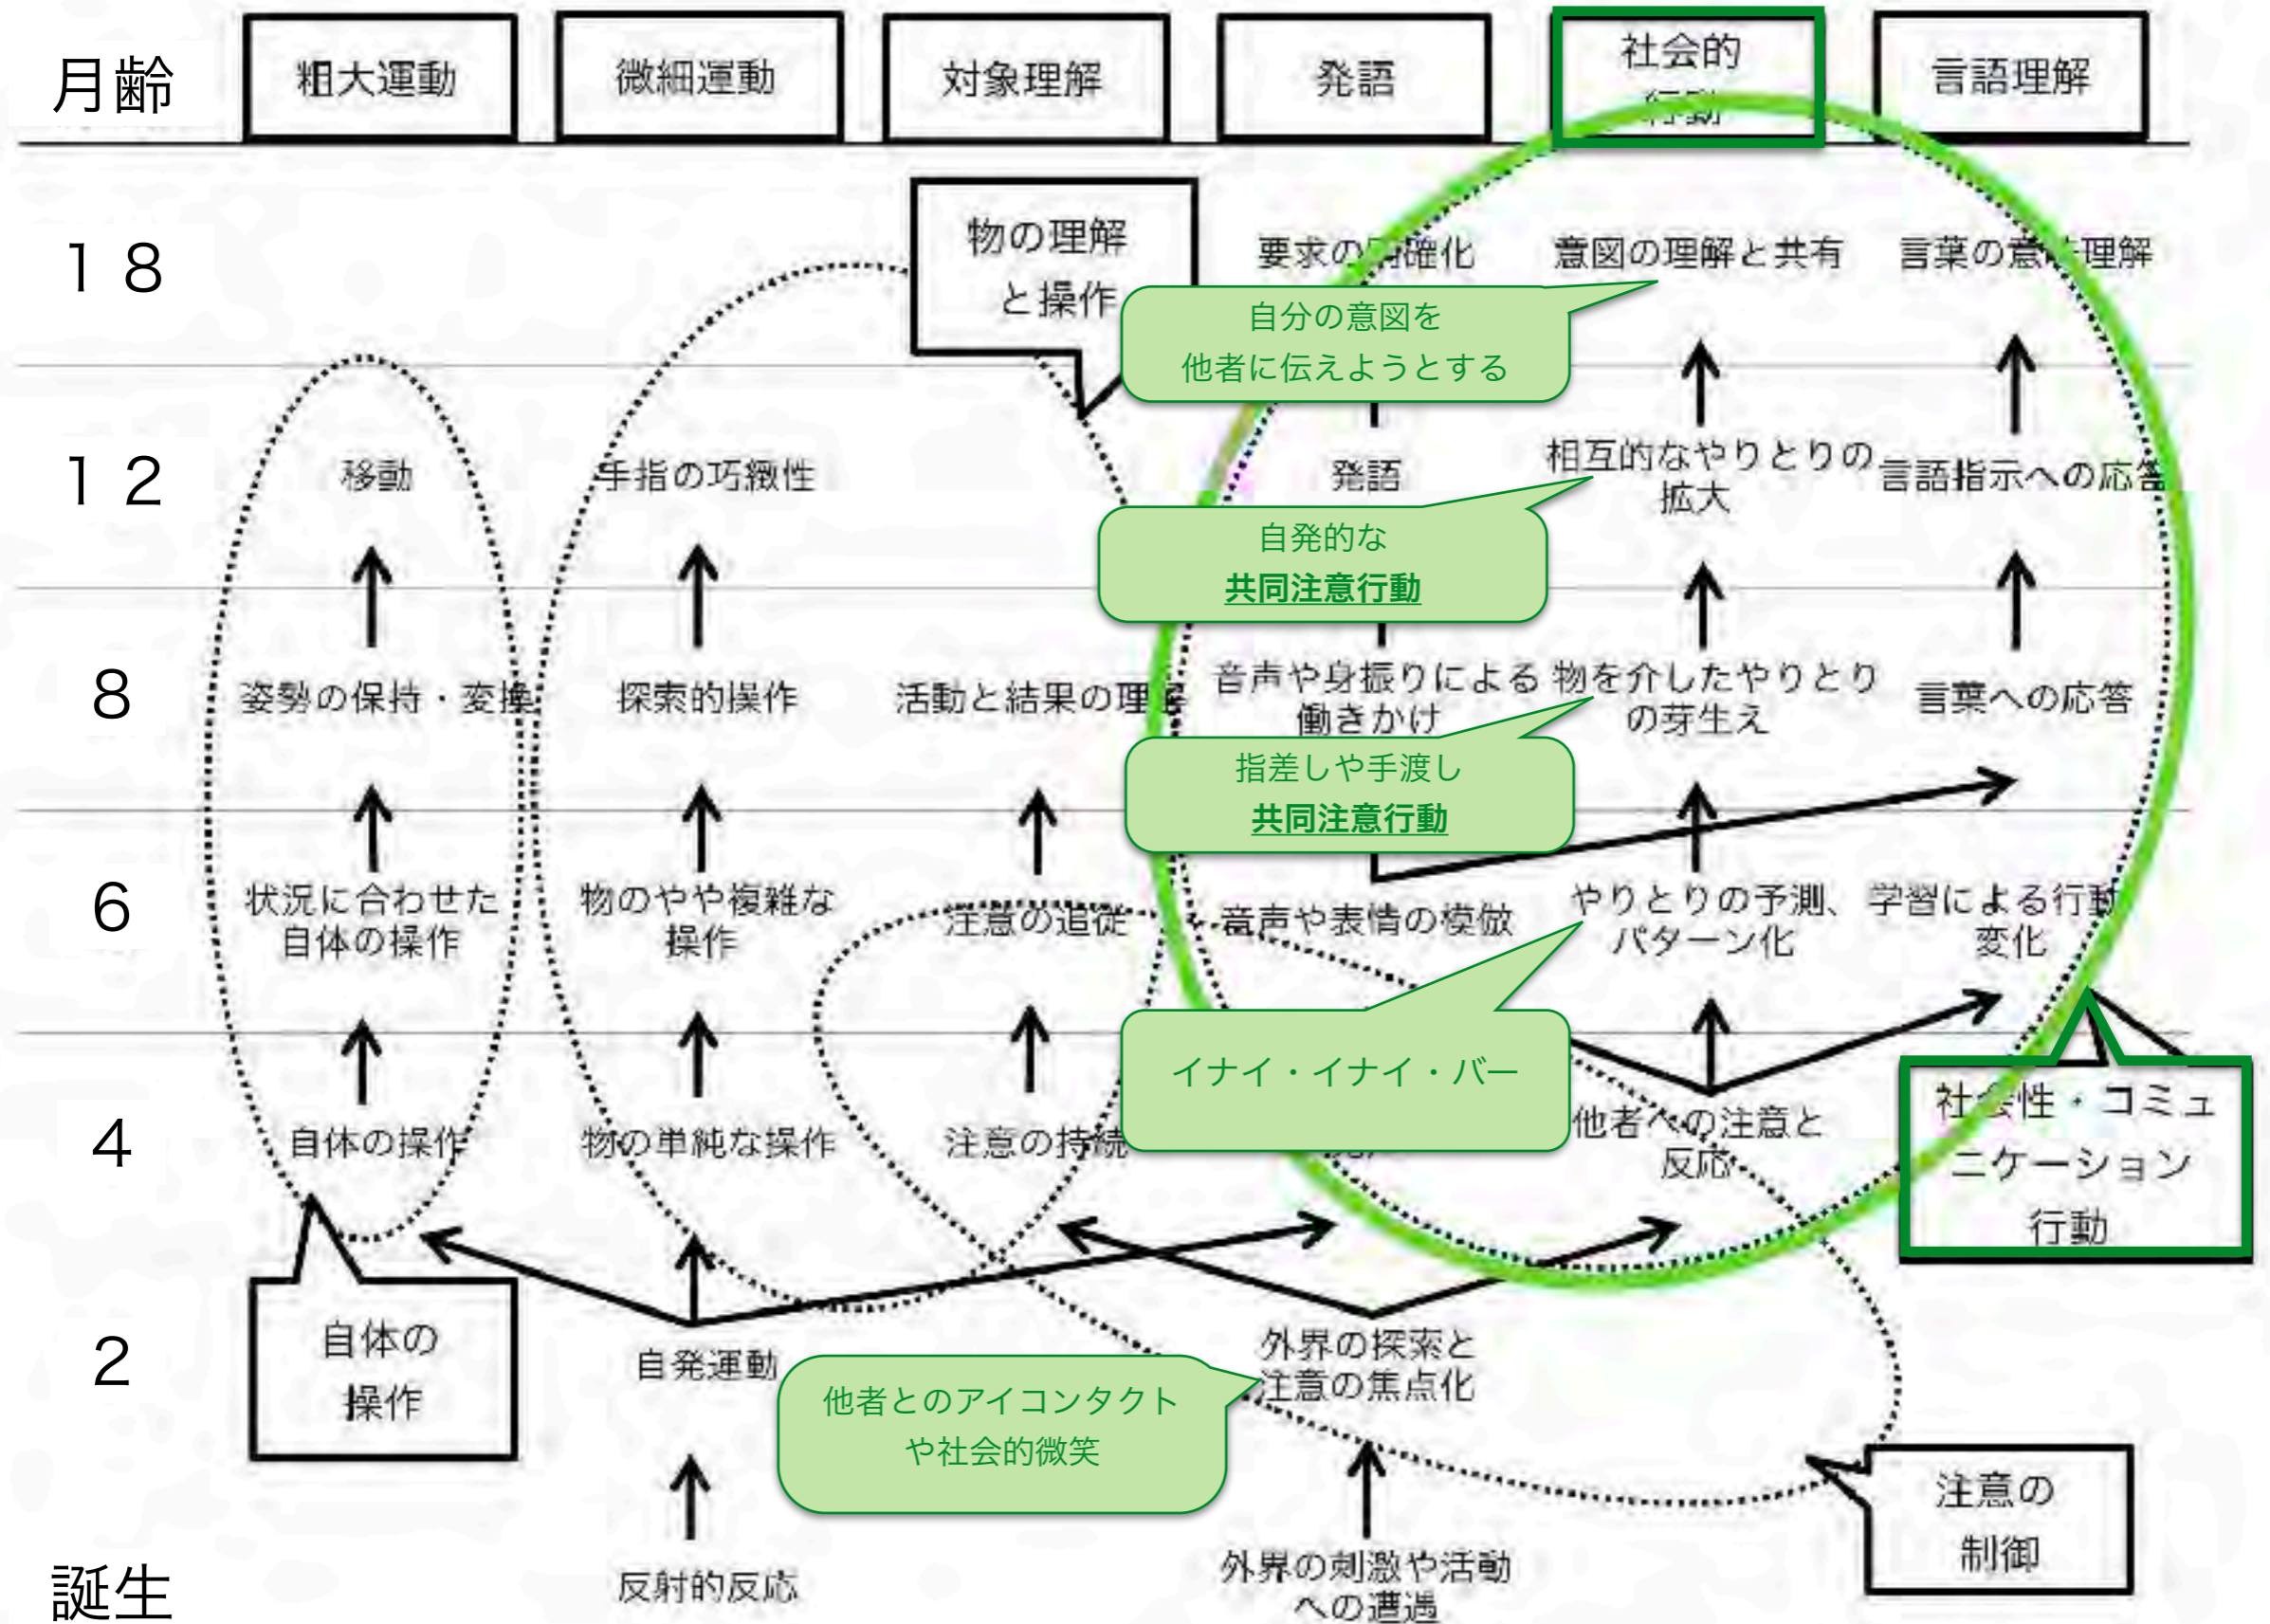 月齢
粗大運動
微細運動
対象理解
発語
社会的
行動
言語理解
18
物の理解
と操作
要求の明確化
意図の理解と共有
言葉の意味理解
自分の意図を
他者に伝えようとする
12
移動
手指の巧緻性
発語
相互的なやりとりの
拡大
言語指示への応答
自発的な
共同注意行動
8
姿勢の保持・変換
探索的操作
活動と結果の理解
音声や身振りによる
働きかけ
物を介したやりとり
の芽生え
言葉への応答
指差しや手渡し
共同注意行動
6
状況に合わせた
自体の操作
物のやや複雑な
操作
注意の追従
音声や表情の模倣
やりとりの予測、
パターン化
学習による行動
変化
イナイ・イナイ・バー
4
自体の操作
物の単純な操作
注意の持続
他者への注意と
反応
社会性・コミュ
ニケーション
行動
2
自体の
操作
自発運動
外界の探索と
注意の焦点化
他者とのアイコンタクト
や社会的微笑
注意の
制御
誕生
反射的反応
外界の刺激や活動
への遭遇